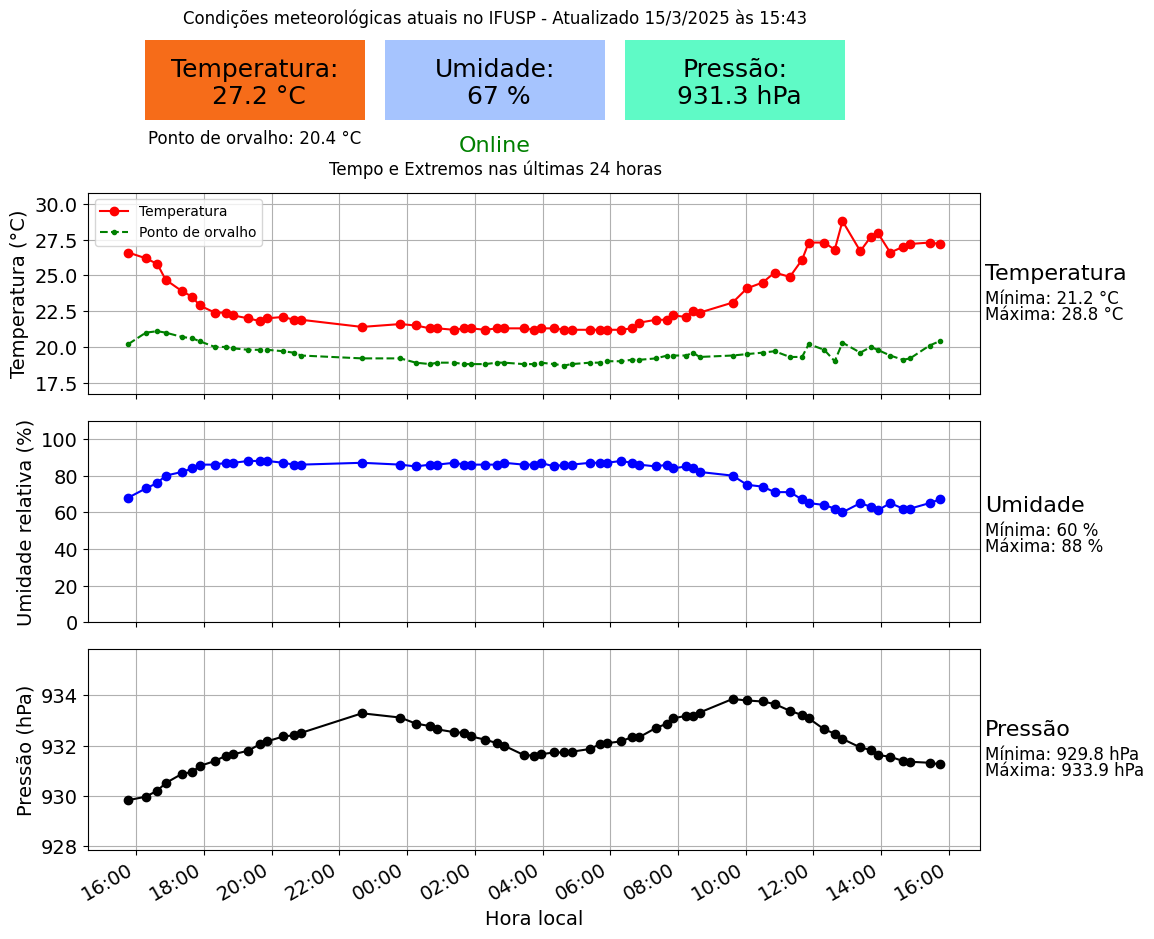 Condições meteorológicas atuais no IFUSP - Atualizado 15/3/2025 às 15:43
Temperatura:
27.2 °C
Umidade:
67 %
Pressão:
931.3 hPa
Ponto de orvalho: 20.4 °C
Online
Tempo e Extremos nas últimas 24 horas
Temperatura (°C)
30.0
27.5
25.0
22.5
20.0
17.5
Temperatura
Ponto de orvalho
Temperatura
Mínima: 21.2 °C
Máxima: 28.8 °C
Umidade relativa (%)
100
80
60
40
20
0
Umidade
Mínima: 60 %
Máxima: 88 %
Pressão (hPa)
934
932
930
928
Pressão
Mínima: 929.8 hPa
Máxima: 933.9 hPa
16:00 18:00 20:00 22:00 00:00 02:00 04:00 06:00 08:00 10:00 12:00 14:00 16:00
Hora local